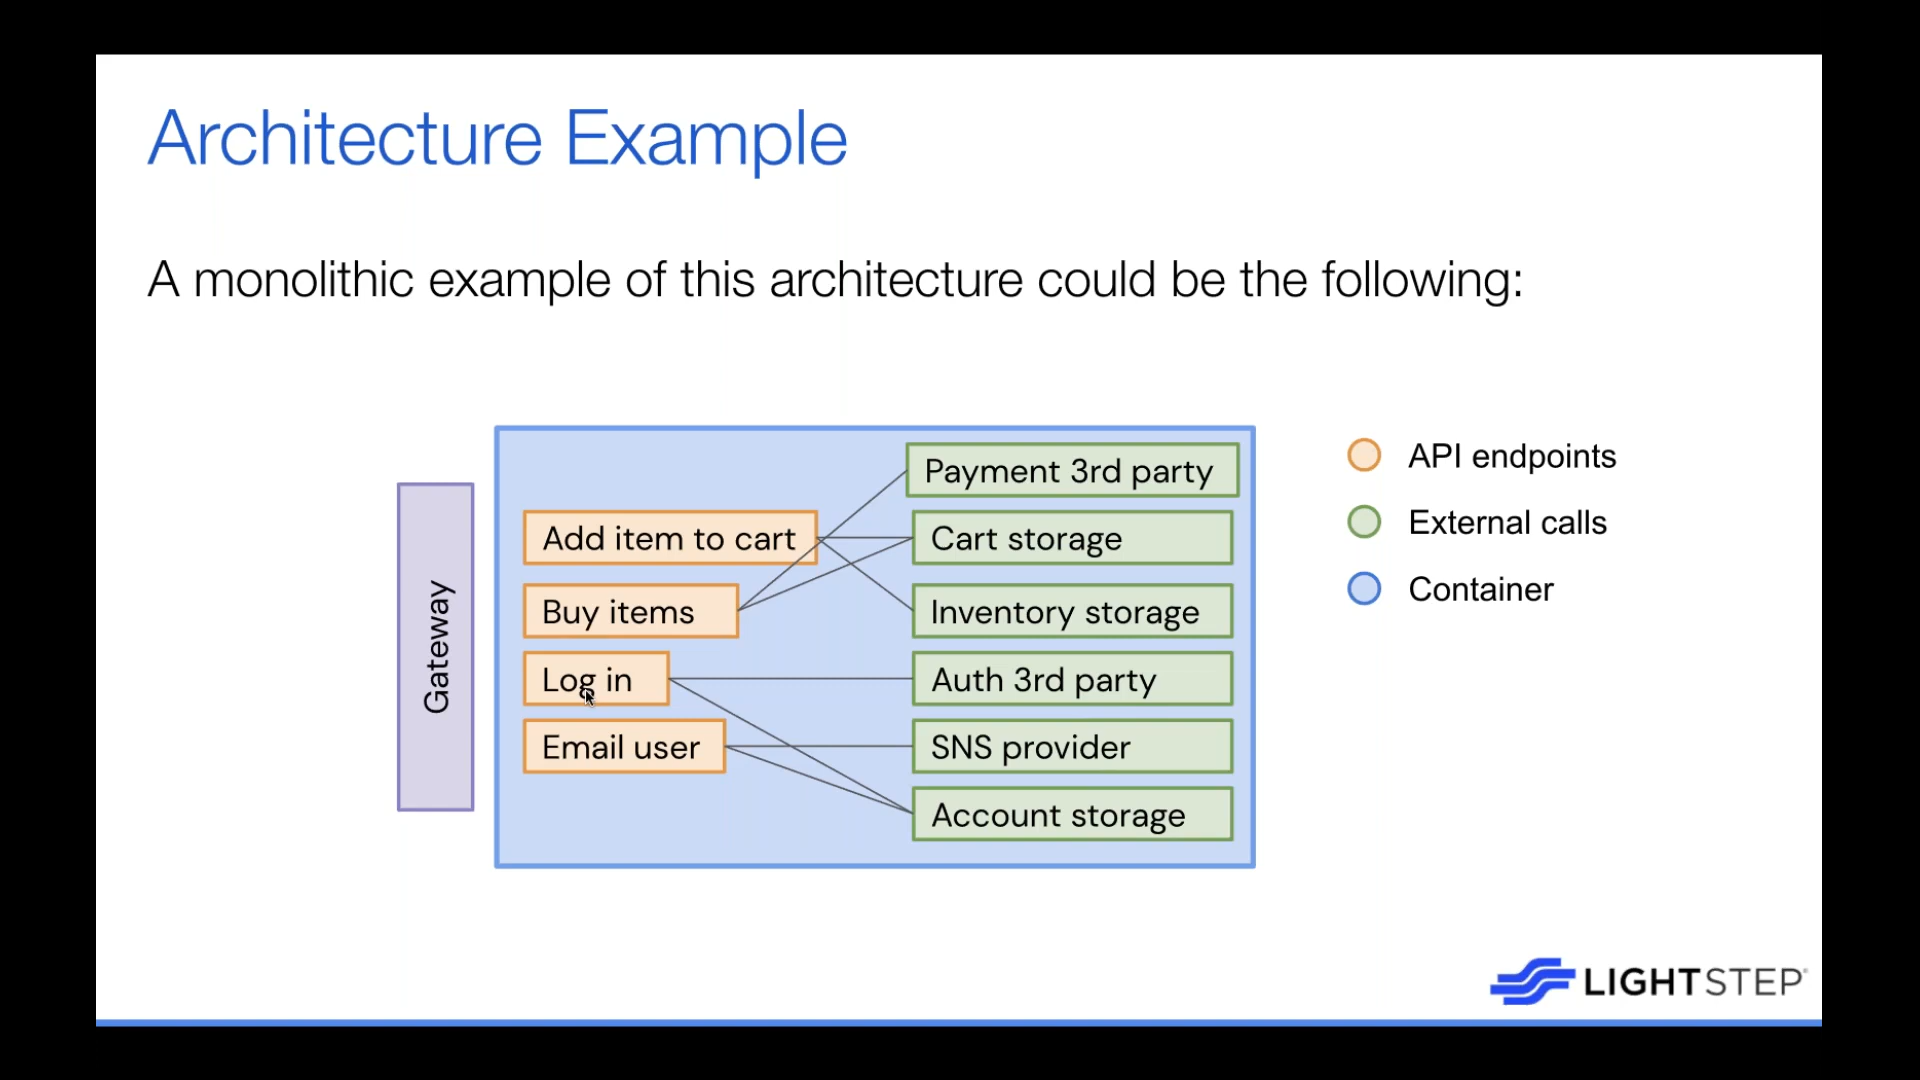 Architecture Example
A monolithic example of this architecture could be the following:
Gateway
Add item to cart
Buy items
Log in
Email user
Payment 3rd party
Cart storage
Inventory storage
Auth 3rd party
SNS provider
Account storage
API endpoints
External calls
Container
LIGHTSTEP